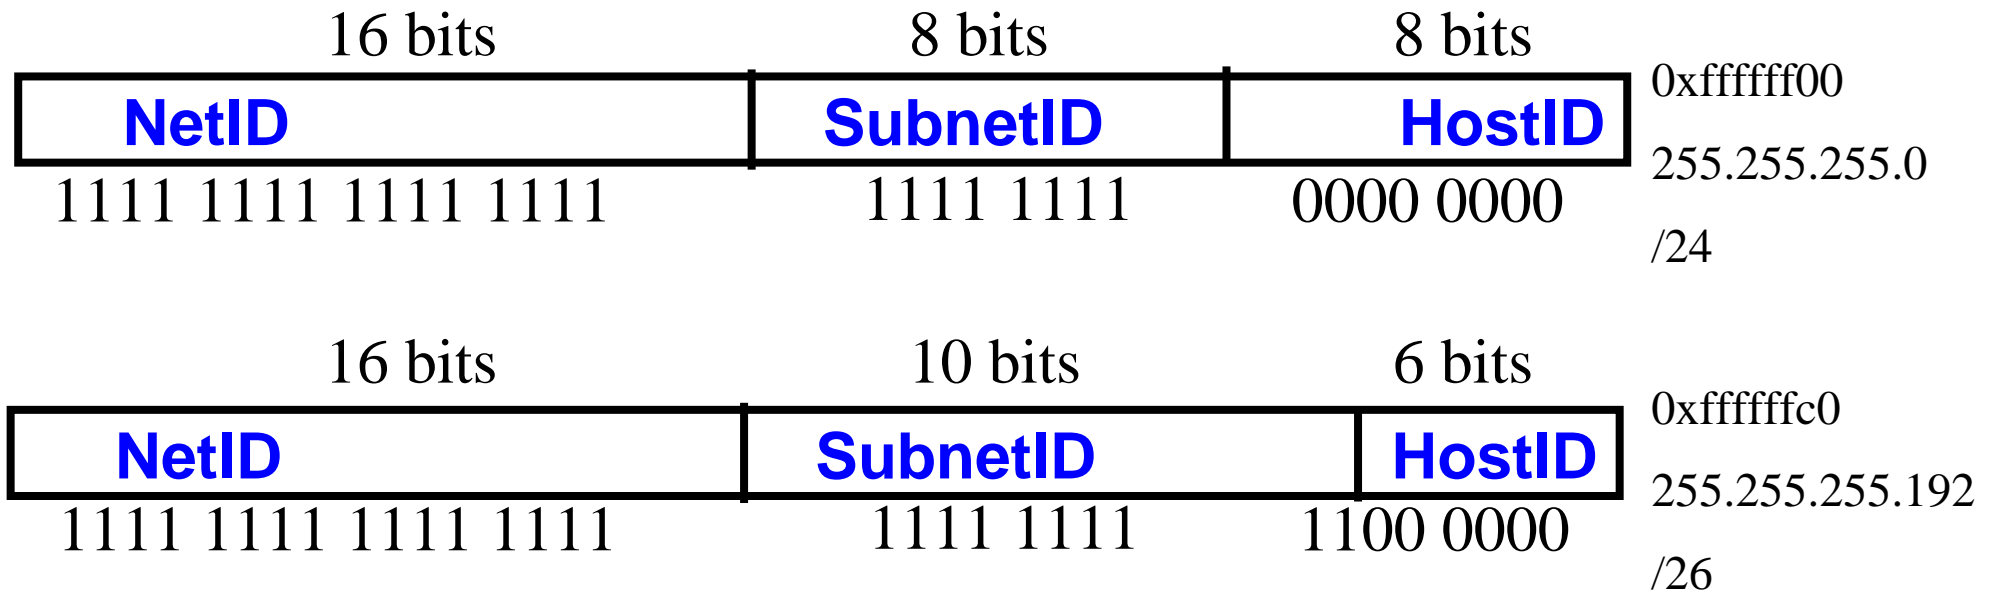 16 bits 8 bits 8 bits
0xffffff00
NetID SubnetID HostID
255.255.255.0
1111 1111 1111 1111 1111 1111 0000 0000
/24
16 bits 10 bits 6 bits
0xffffffc0
NetID SubnetID HostID
255.255.255.192
1111 1111 1111 1111 1111 1111 1100 0000
/26